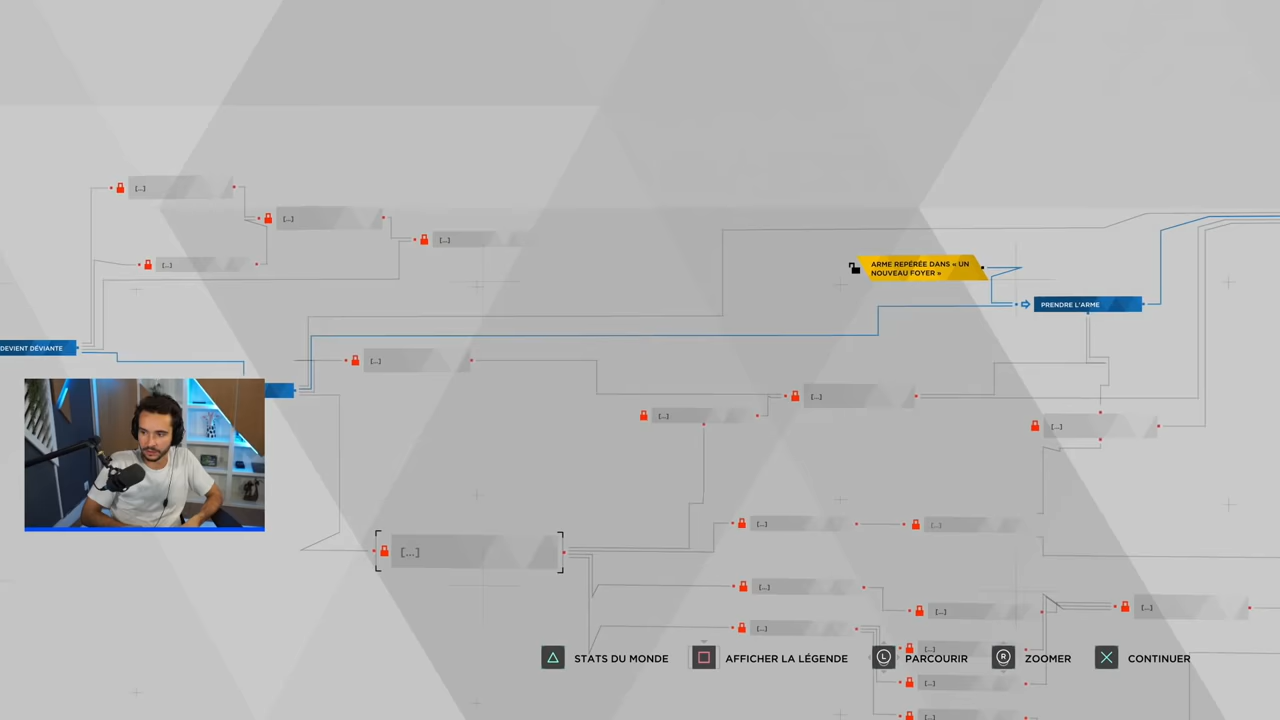 [...]
[...]
[...]
[...]
ARME REPÉRÉE DANS « UN
NOUVEAU FOYER »
PRENDRE L'ARME
DEVIENT DÉVIANTE
[...]
[...]
[...]
[...]
[...]
[...]
[...]
[...]
[...]
[...]
[...]
[...]
[...]
[...]
STATS DU MONDE
AFFICHER LA LÉGENDE
L
PARCOURIR
R
ZOOMER
CONTINUER